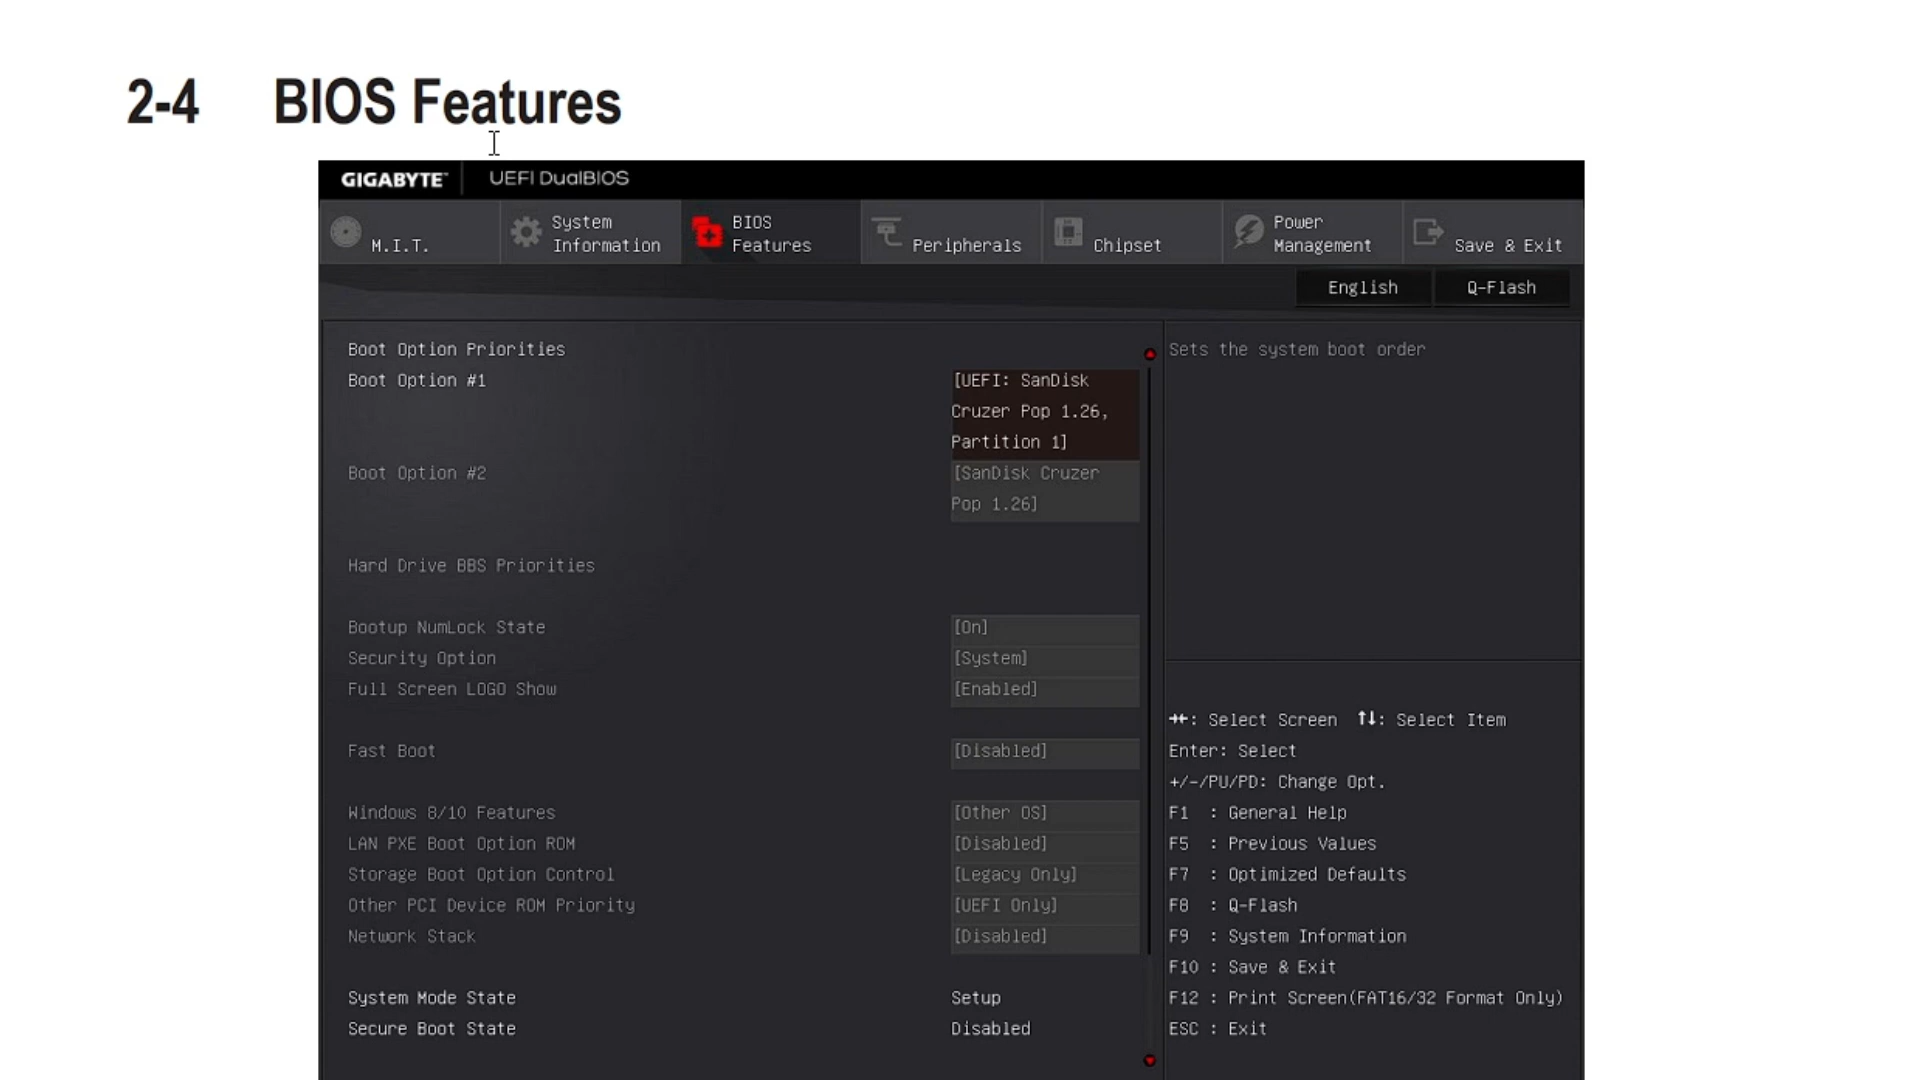 2-4 BIOS Features
GIGABYTE™ UEFI DualBIOS
M.I.T.
System Information
BIOS Features
Peripherals
Chipset
Power Management
Save & Exit
English Q-Flash
Boot Option Priorities
Boot Option #1 [UEFI: SanDisk
Cruzer Pop 1.26,
Partition 1]
Boot Option #2 [SanDisk Cruzer
Pop 1.26]
Hard Drive BBS Priorities
Bootup NumLock State [On]
Security Option [System]
Full Screen LOGO Show [Enabled]
Fast Boot [Disabled]
Windows 8/10 Features [Other OS]
LAN PXE Boot Option ROM [Disabled]
Storage Boot Option Control [Legacy Only]
Other PCI Device ROM Priority [UEFI Only]
Network Stack [Disabled]
System Mode State Setup
Secure Boot State Disabled
Sets the system boot order
→←: Select Screen ↑↓: Select Item
Enter: Select
+/-/PU/PD: Change Opt.
F1 : General Help
F5 : Previous Values
F7 : Optimized Defaults
F8 : Q-Flash
F9 : System Information
F10 : Save & Exit
F12 : Print Screen(FAT16/32 Format Only)
ESC : Exit